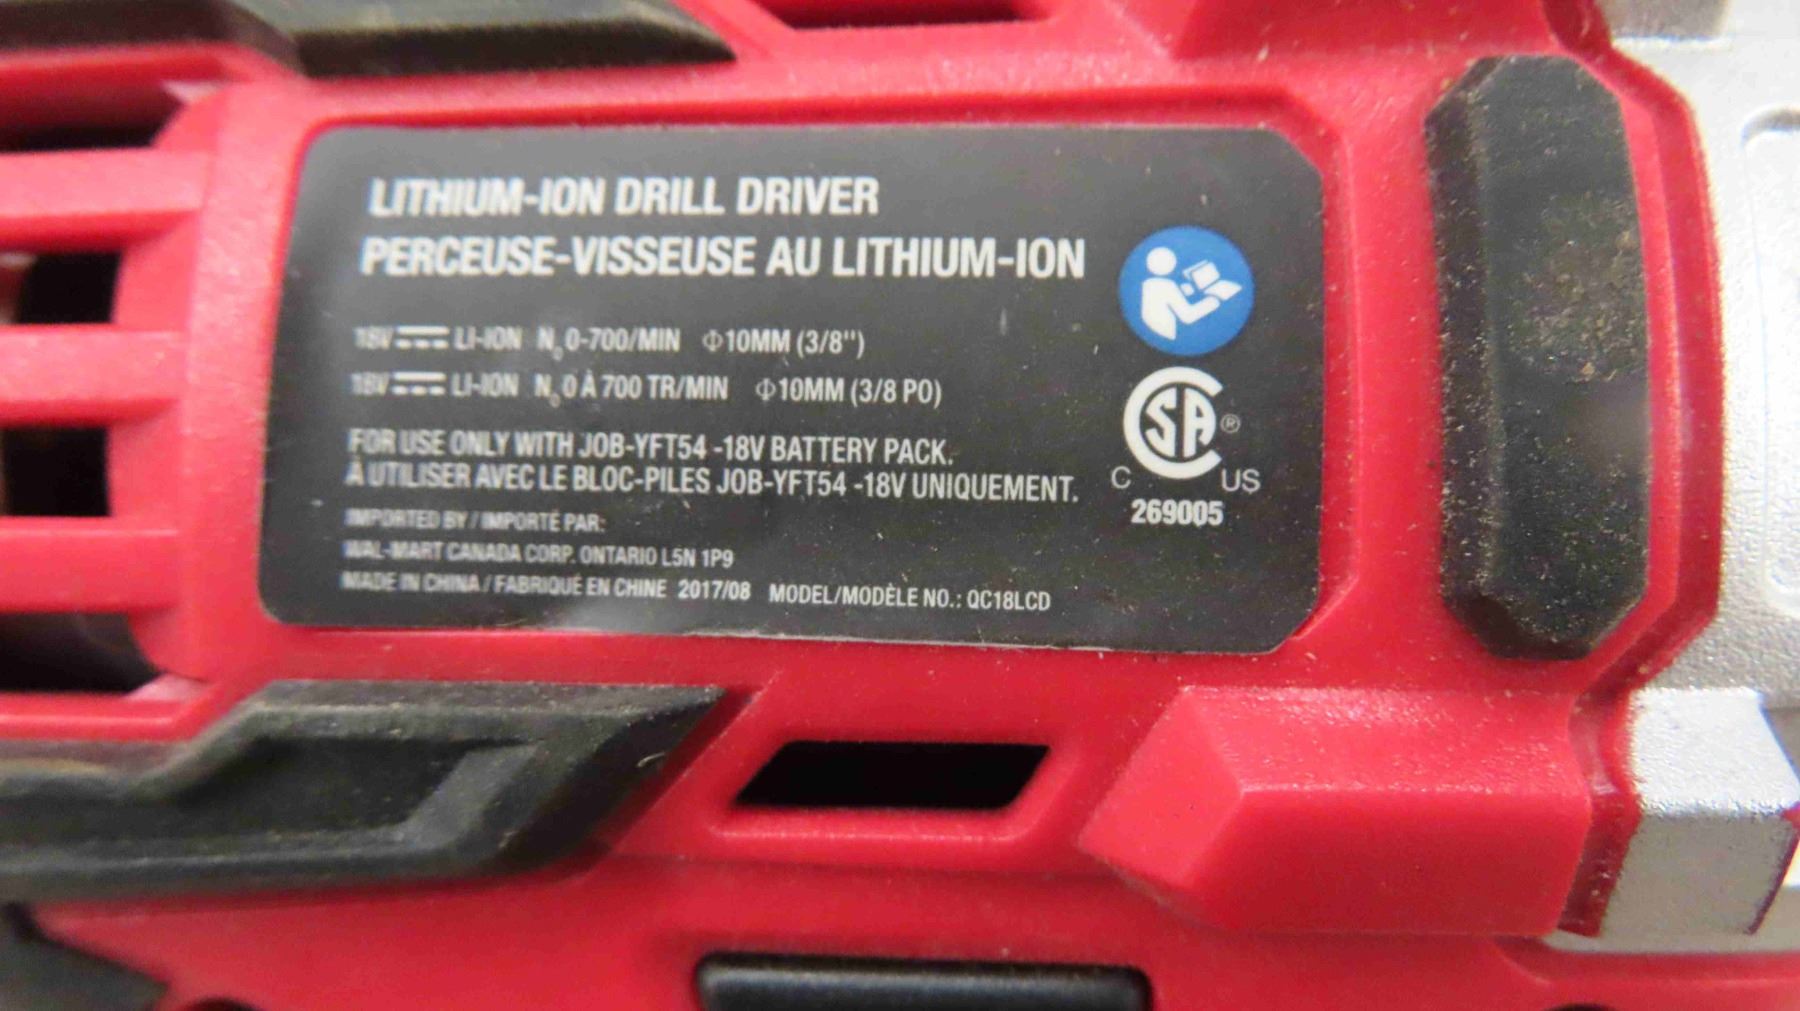 LITHIUM-ION DRILL DRIVER
PERCEUSE-VISSEUSE AU LITHIUM-ION
18V LI-ION N₀ 0-700/MIN Φ10MM (3/8'')
18V LI-ION N₀ 0 À 700 TR/MIN Φ10MM (3/8 PO)
FOR USE ONLY WITH JOB-YFT54 -18V BATTERY PACK.
À UTILISER AVEC LE BLOC-PILES JOB-YFT54 -18V UNIQUEMENT.
IMPORTED BY / IMPORTÉ PAR:
WAL-MART CANADA CORP. ONTARIO L5N 1P9
MADE IN CHINA / FABRIQUÉ EN CHINE 2017/08 MODEL/MODÈLE NO.: QC18LCD
CSA®
C US
269005